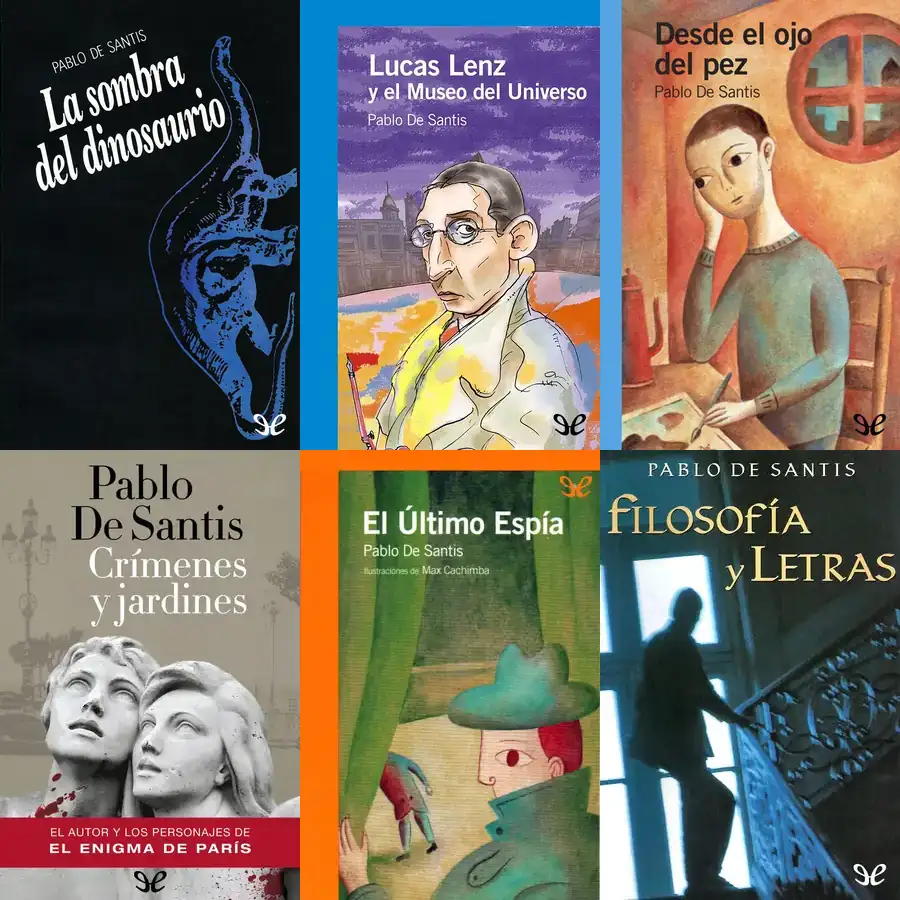 PABLO DE SANTIS
La sombra
del dinosaurio
Lucas Lenz
y el Museo del Universo
Pablo De Santis
Desde el ojo
del pez
Pablo De Santis
Pablo
De Santis
Crímenes
y jardines
EL AUTOR Y LOS PERSONAJES DE
EL ENIGMA DE PARÍS
El Último Espía
Pablo De Santis
Ilustraciones de Max Cachimba
PABLO DE SANTIS
FILOSOFÍA
y LETRAS